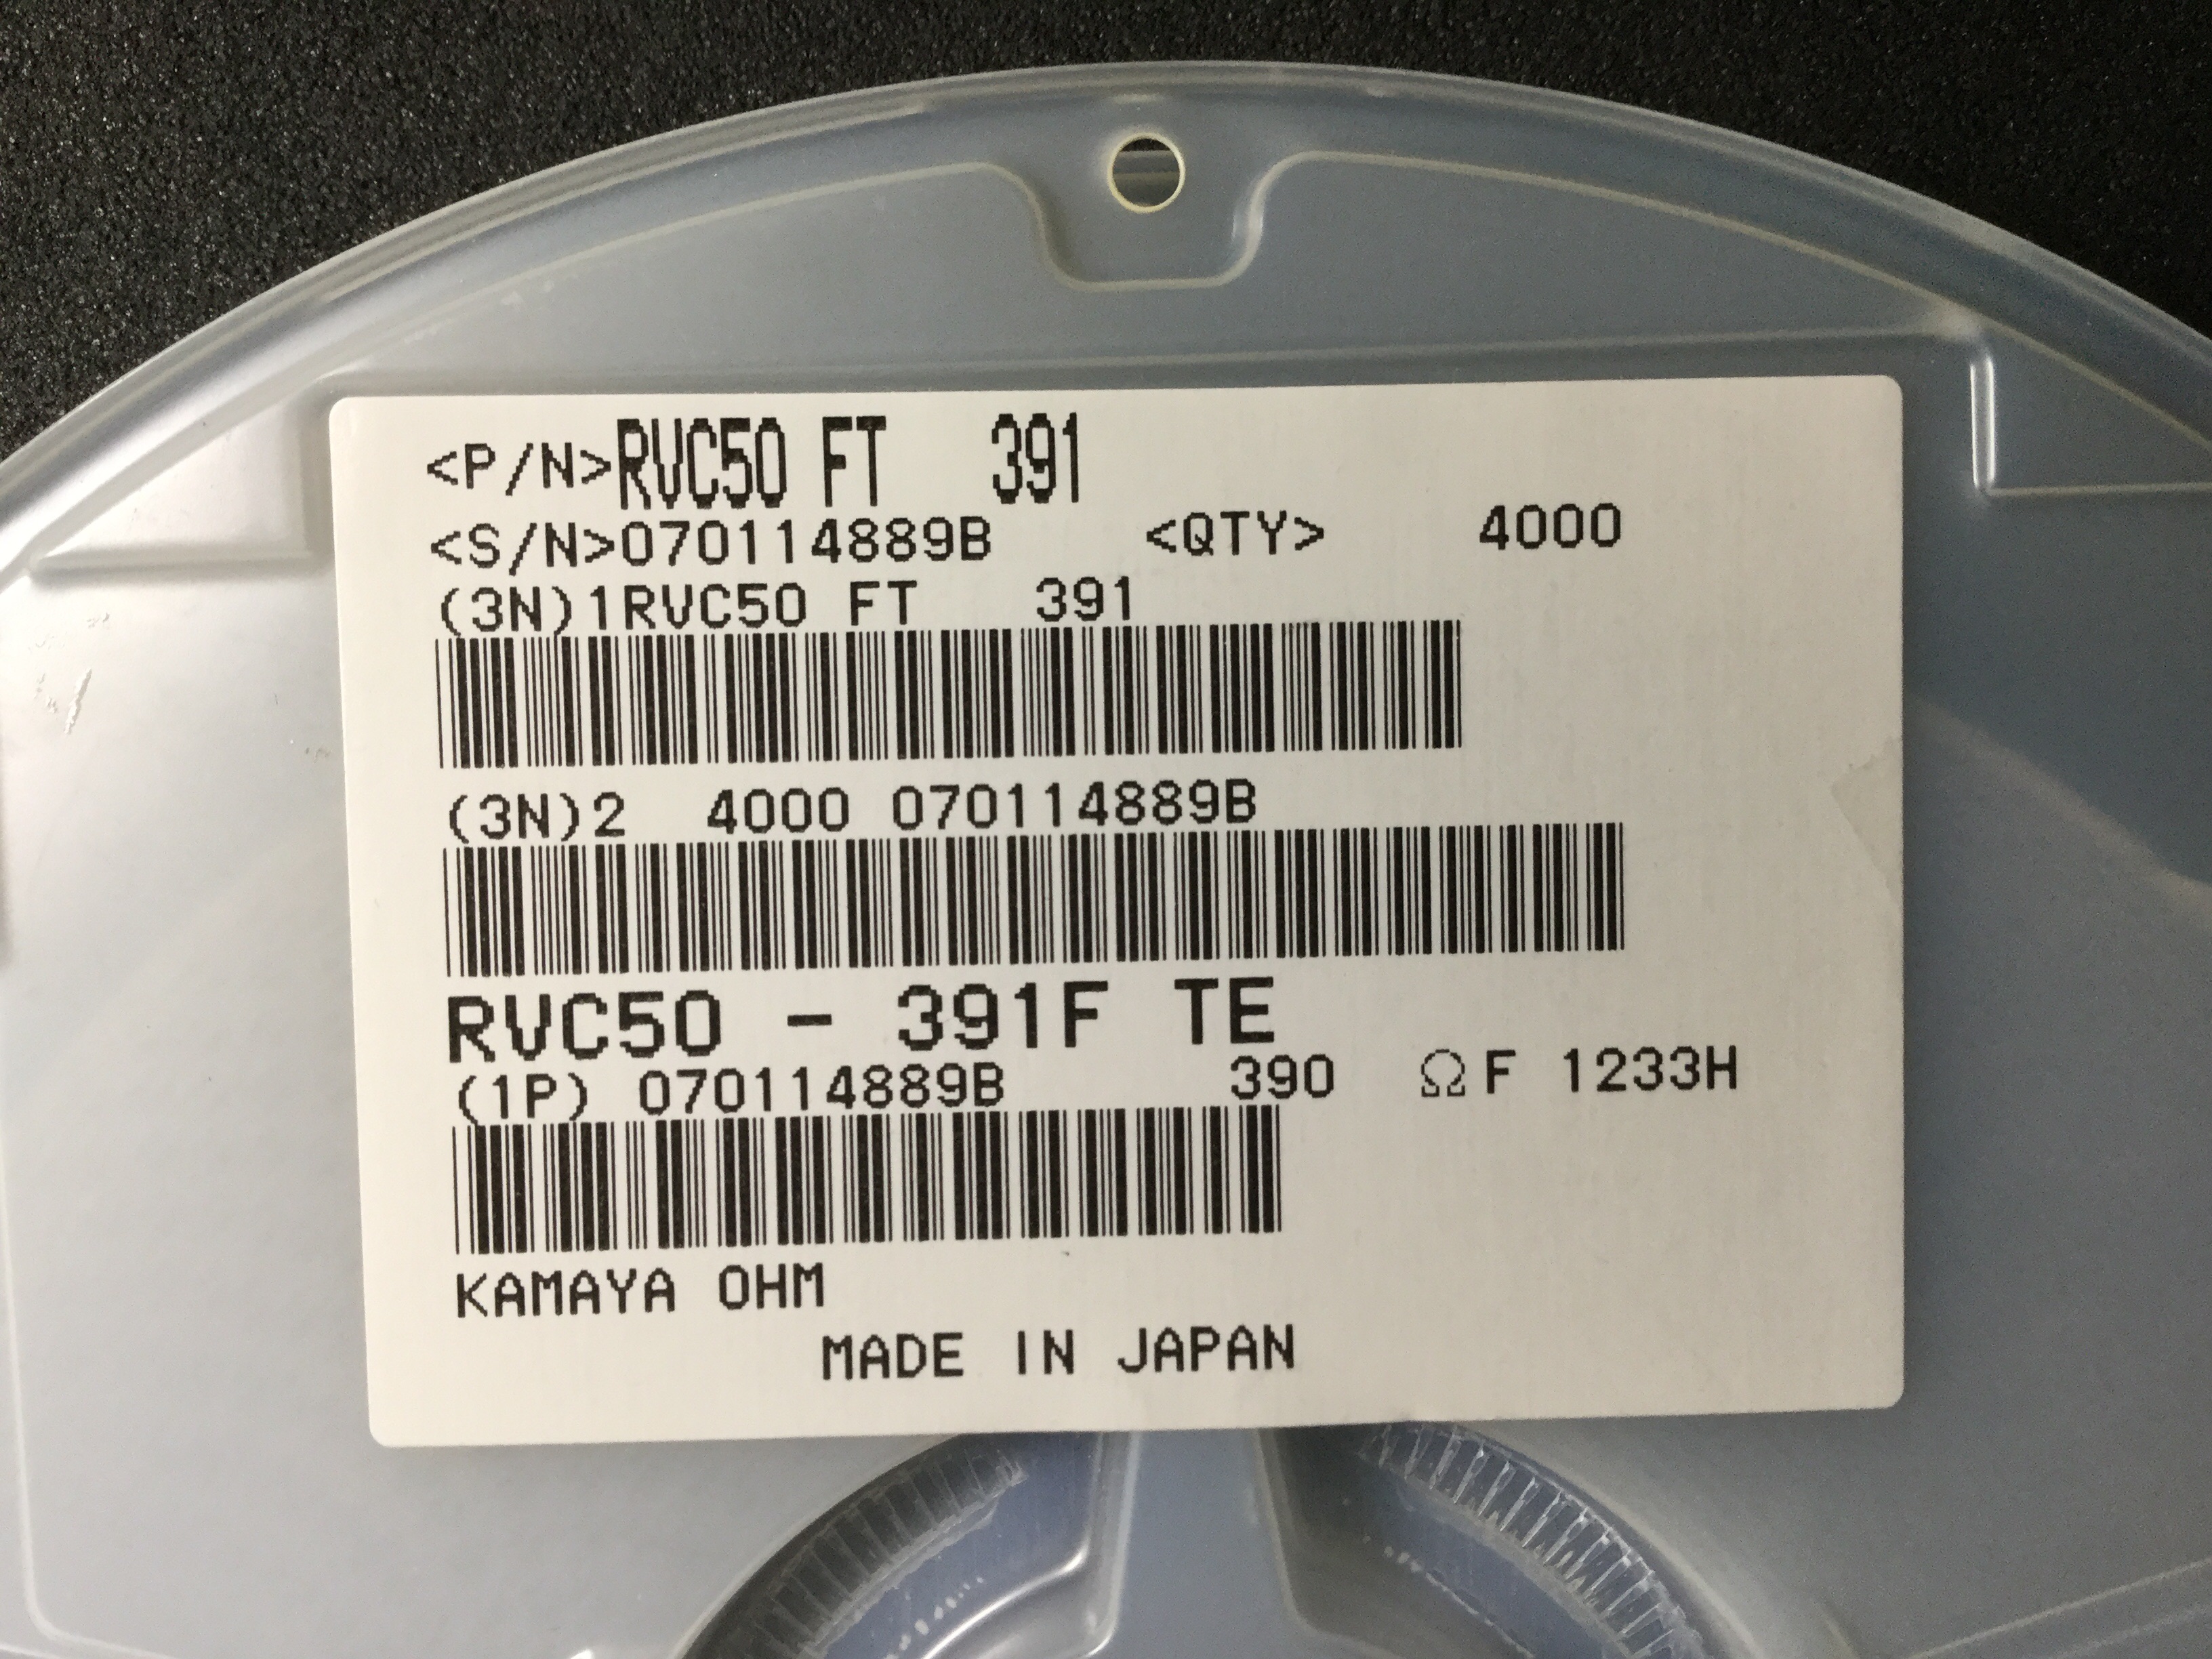 <P/N>RVC50 FT 391
<S/N>070114889B <QTY> 4000
(3N)1RVC50 FT 391
(3N)2 4000 070114889B
RVC50 - 391F TE
(1P) 070114889B 390 Ω F 1233H
KAMAYA OHM
MADE IN JAPAN